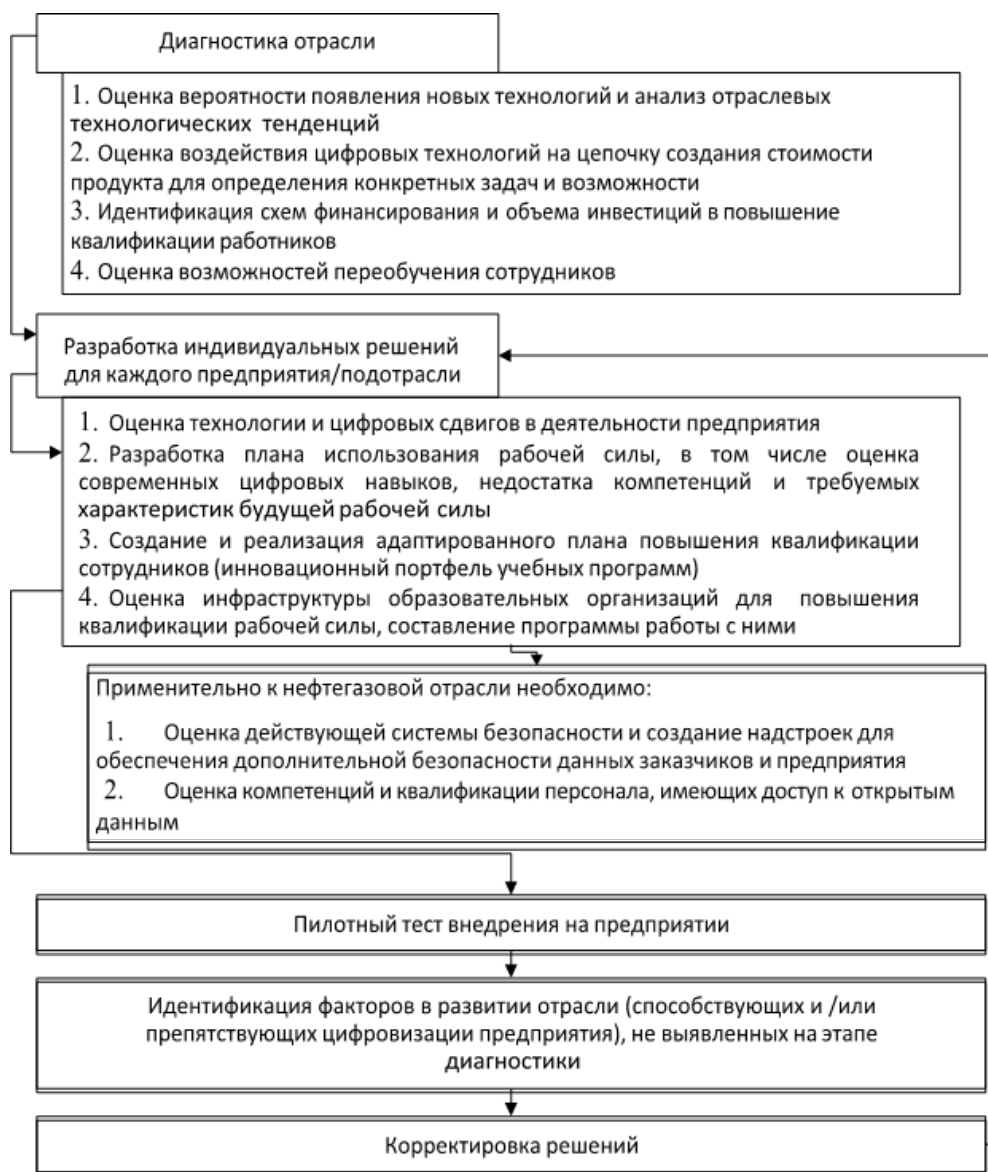 Диагностика отрасли
1. Оценка вероятности появления новых технологий и анализ отраслевых
технологических тенденций
2. Оценка воздействия цифровых технологий на цепочку создания стоимости
продукта для определения конкретных задач и возможности
3. Идентификация схем финансирования и объема инвестиций в повышение
квалификации работников
4. Оценка возможностей переобучения сотрудников
Разработка индивидуальных решений
для каждого предприятия/подотрасли
1. Оценка технологии и цифровых сдвигов в деятельности предприятия
2. Разработка плана использования рабочей силы, в том числе оценка
современных цифровых навыков, недостатка компетенций и требуемых
характеристик будущей рабочей силы
3. Создание и реализация адаптированного плана повышения квалификации
сотрудников (инновационный портфель учебных программ)
4. Оценка инфраструктуры образовательных организаций для повышения
квалификации рабочей силы, составление программы работы с ними
Применительно к нефтегазовой отрасли необходимо:
1. Оценка действующей системы безопасности и создание надстроек для
обеспечения дополнительной безопасности данных заказчиков и предприятия
2. Оценка компетенций и квалификации персонала, имеющих доступ к открытым
данным
Пилотный тест внедрения на предприятии
Идентификация факторов в развитии отрасли (способствующих и /или
препятствующих цифровизации предприятия), не выявленных на этапе
диагностики
Корректировка решений